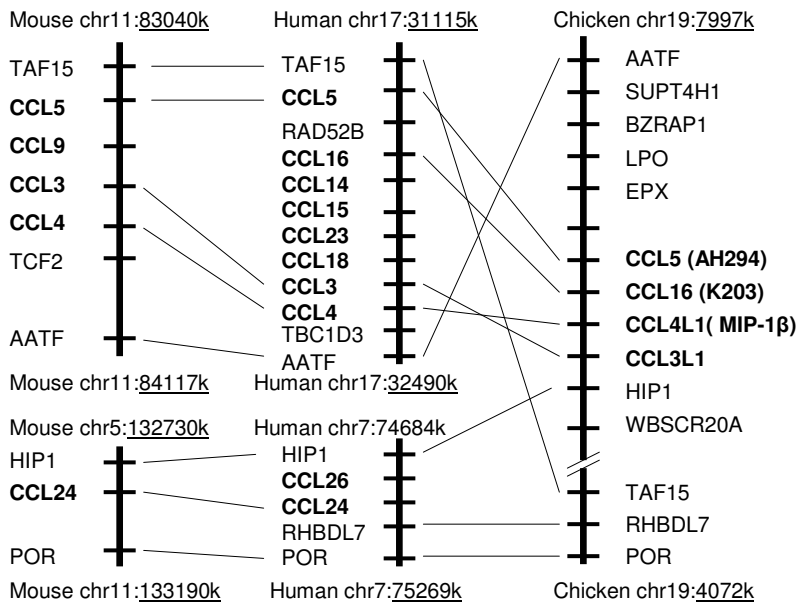 Mouse chr11:83040k
Human chr17:31115k
Chicken chr19:7997k
TAF15
CCL5
CCL9
CCL3
CCL4
TCF2
AATF
Mouse chr11:84117k
TAF15
CCL5
RAD52B
CCL16
CCL14
CCL15
CCL23
CCL18
CCL3
CCL4
TBC1D3
AATF
Human chr17:32490k
AATF
SUPT4H1
BZRAP1
LPO
EPX
CCL5 (AH294)
CCL16 (K203)
CCL4L1( MIP-1β)
CCL3L1
HIP1
WBSCR20A
TAF15
RHBDL7
POR
Chicken chr19:4072k
Mouse chr5:132730k
HIP1
CCL24
POR
Mouse chr11:133190k
Human chr7:74684k
HIP1
CCL26
CCL24
RHBDL7
POR
Human chr7:75269k